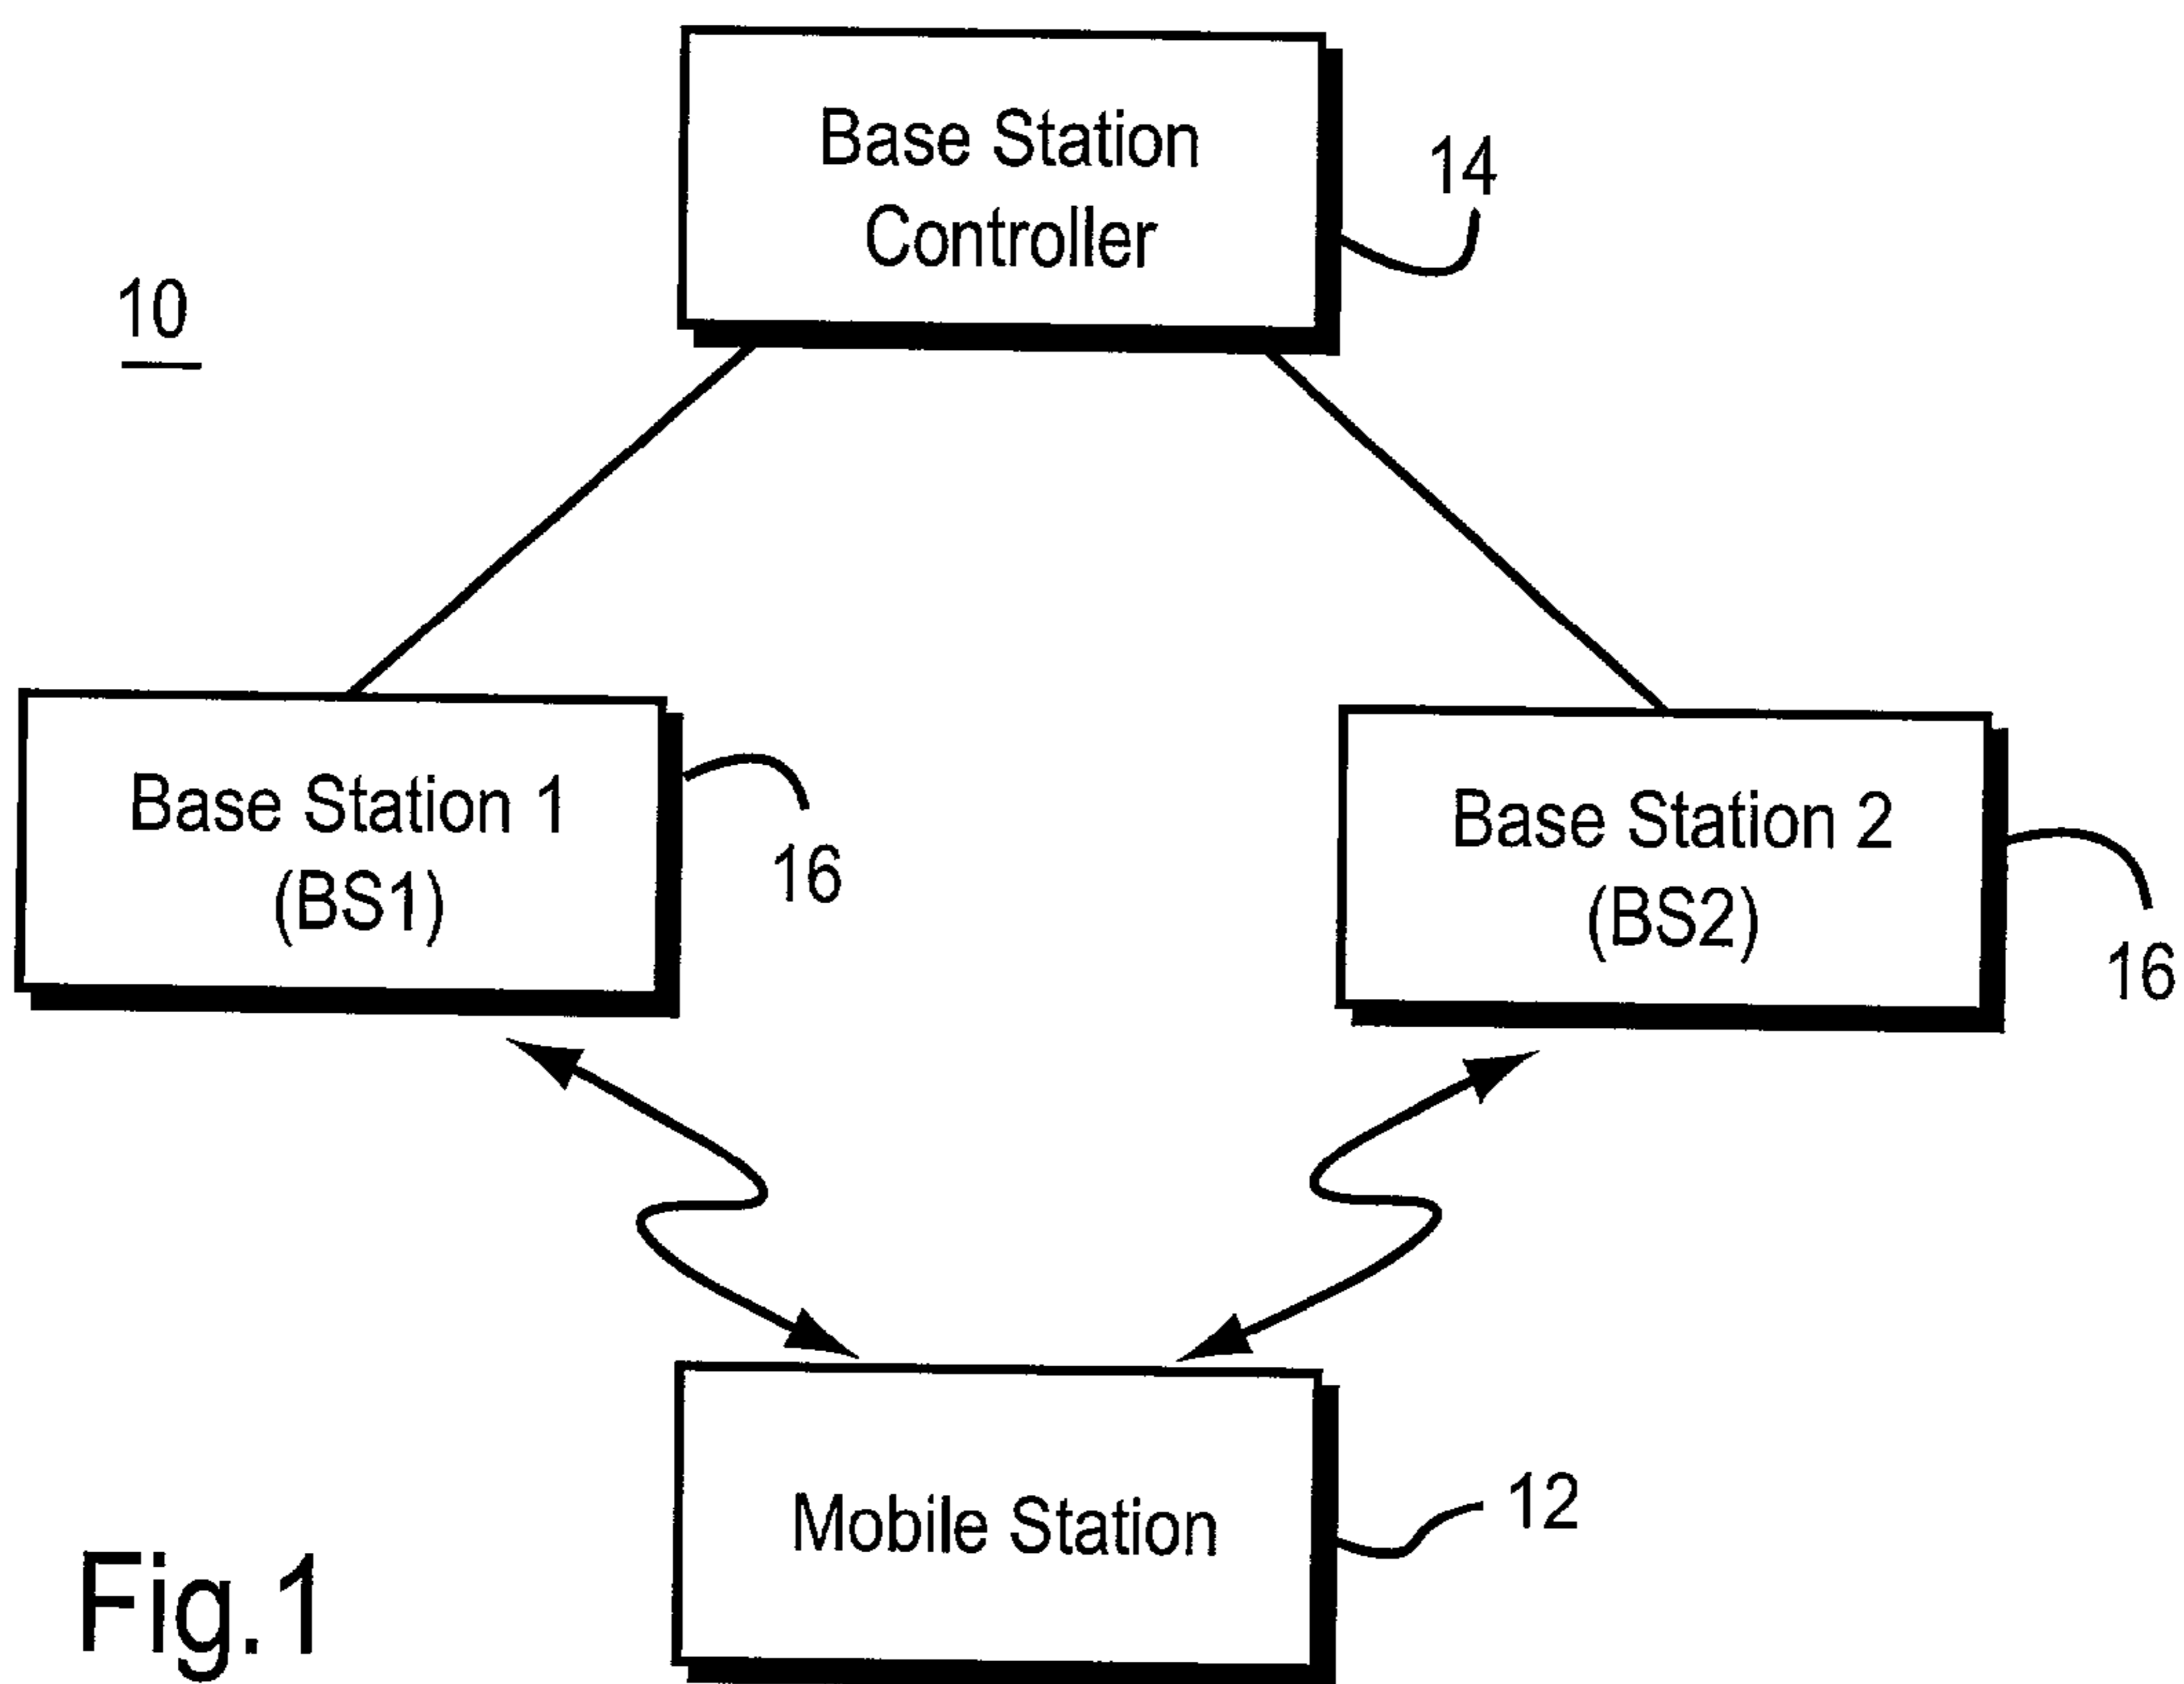 Base Station
Controller
14
10
Base Station 1
(BS1)
16
Base Station 2
(BS2)
16
Mobile Station
12
Fig.1